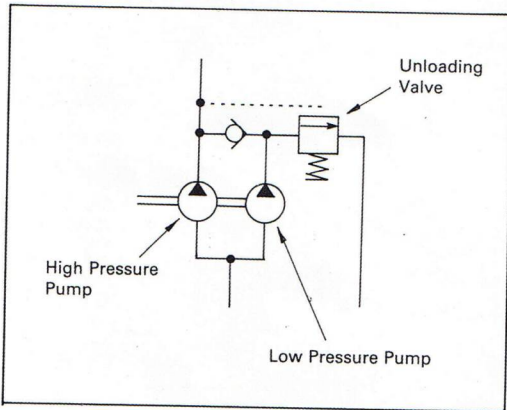 Unloading
Valve
High Pressure
Pump
Low Pressure Pump